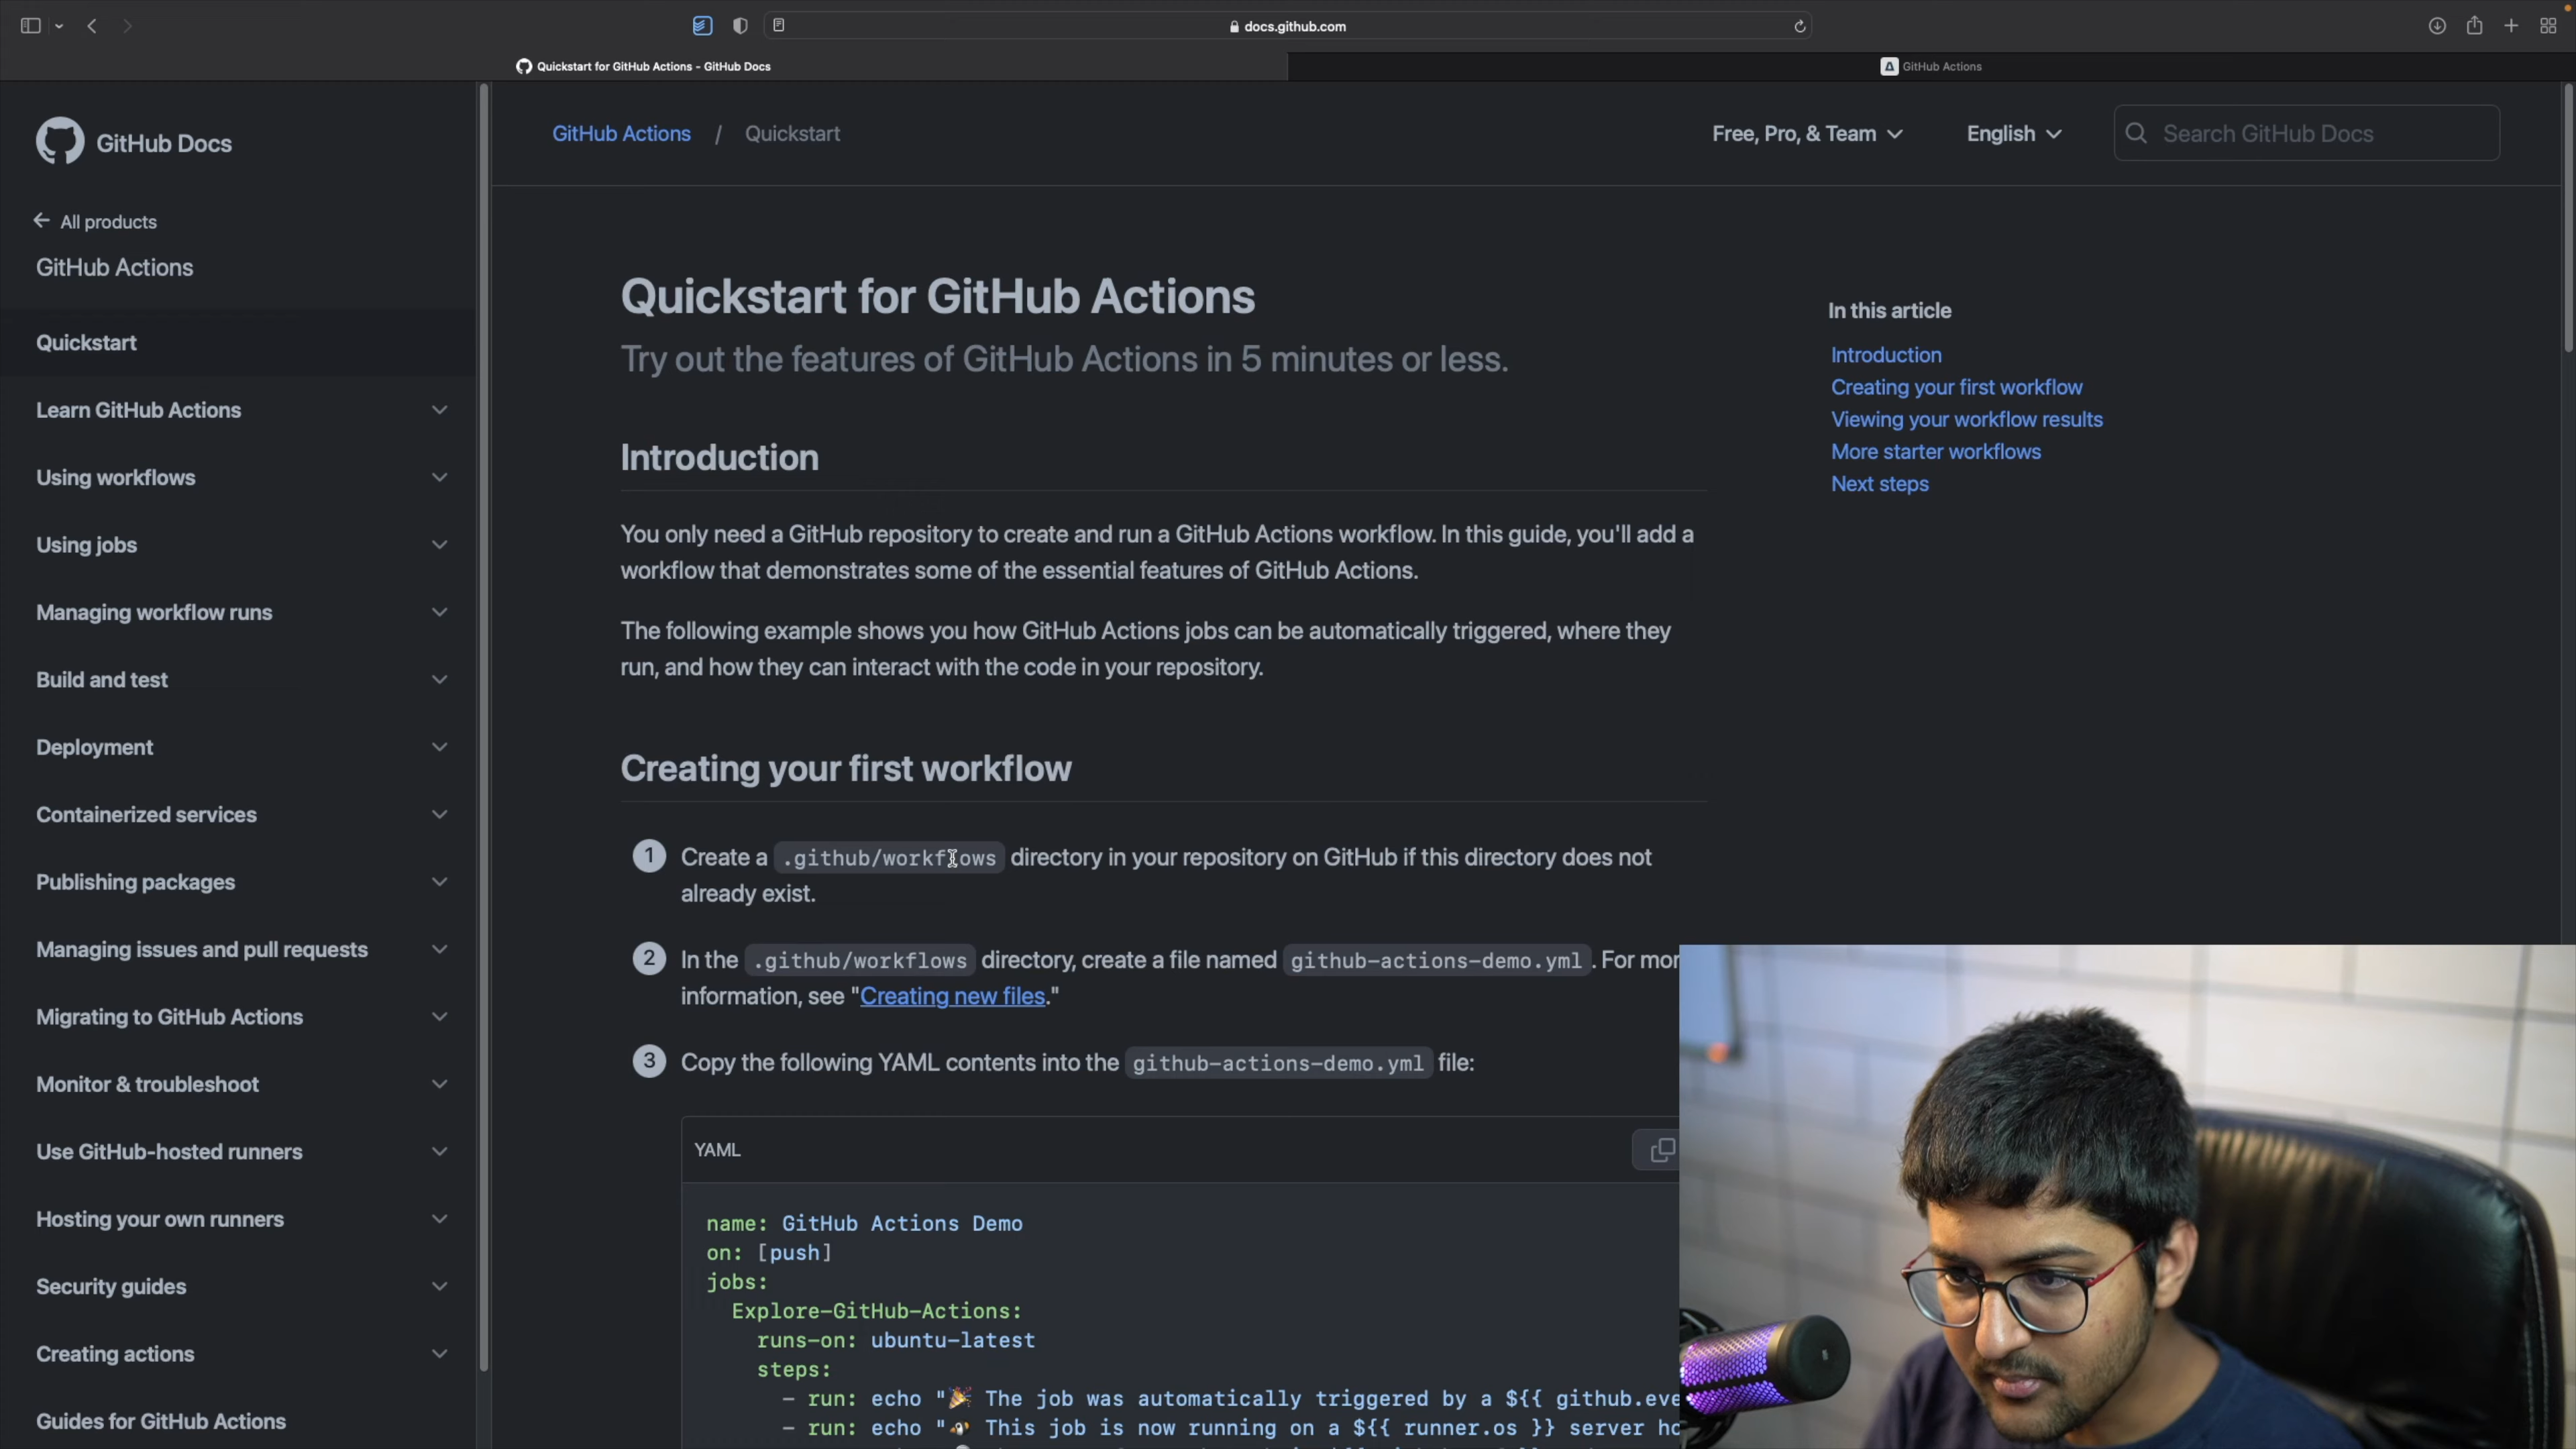 docs.github.com
Quickstart for GitHub Actions - GitHub Docs
GitHub Actions
GitHub Docs
All products
GitHub Actions
Quickstart
Learn GitHub Actions
Using workflows
Using jobs
Managing workflow runs
Build and test
Deployment
Containerized services
Publishing packages
Managing issues and pull requests
Migrating to GitHub Actions
Monitor & troubleshoot
Use GitHub-hosted runners
Hosting your own runners
Security guides
Creating actions
Guides for GitHub Actions
GitHub Actions / Quickstart
Free, Pro, & Team
English
Search GitHub Docs
Quickstart for GitHub Actions
Try out the features of GitHub Actions in 5 minutes or less.
Introduction
You only need a GitHub repository to create and run a GitHub Actions workflow. In this guide, you'll add a
workflow that demonstrates some of the essential features of GitHub Actions.
The following example shows you how GitHub Actions jobs can be automatically triggered, where they
run, and how they can interact with the code in your repository.
Creating your first workflow
1 Create a .github/workflows directory in your repository on GitHub if this directory does not
already exist.
2 In the .github/workflows directory, create a file named github-actions-demo.yml. For mor
information, see "Creating new files."
3 Copy the following YAML contents into the github-actions-demo.yml file:
YAML
name: GitHub Actions Demo
on: [push]
jobs:
Explore-GitHub-Actions:
runs-on: ubuntu-latest
steps:
- run: echo "🎉 The job was automatically triggered by a ${{ github.eve
- run: echo "🐧 This job is now running on a ${{ runner.os }} server ho
In this article
Introduction
Creating your first workflow
Viewing your workflow results
More starter workflows
Next steps